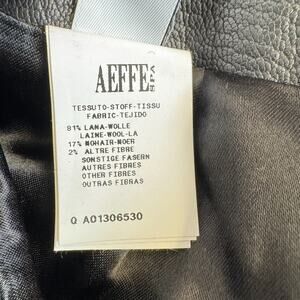 AEFFE SPA
TESSUTO-STOFF-TISSU
FABRIC-TEJIDO
81% LANA-WOLLE
LAINE-WOOL-LA
17% MOHAIR-MOER
2% ALTRE FIBRE
SONSTIGE FASERN
AUTRES FIBRES
OTHER FIBRES
OUTRAS FIBRAS
Q A01306530